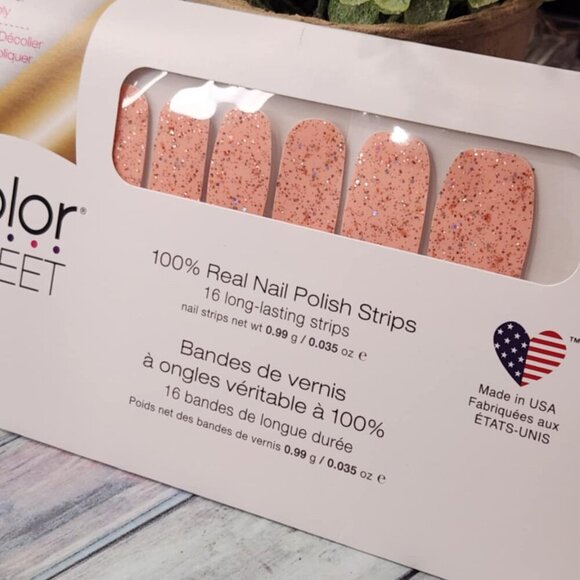 Décoller
olor®
EET
100% Real Nail Polish Strips
16 long-lasting strips
nail strips net wt 0.99 g / 0.035 oz ℮
Bandes de vernis
à ongles véritable à 100%
16 bandes de longue durée
Poids net des bandes de vernis 0.99 g / 0.035 oz ℮
™
Made in USA
Fabriquées aux
ÉTATS-UNIS